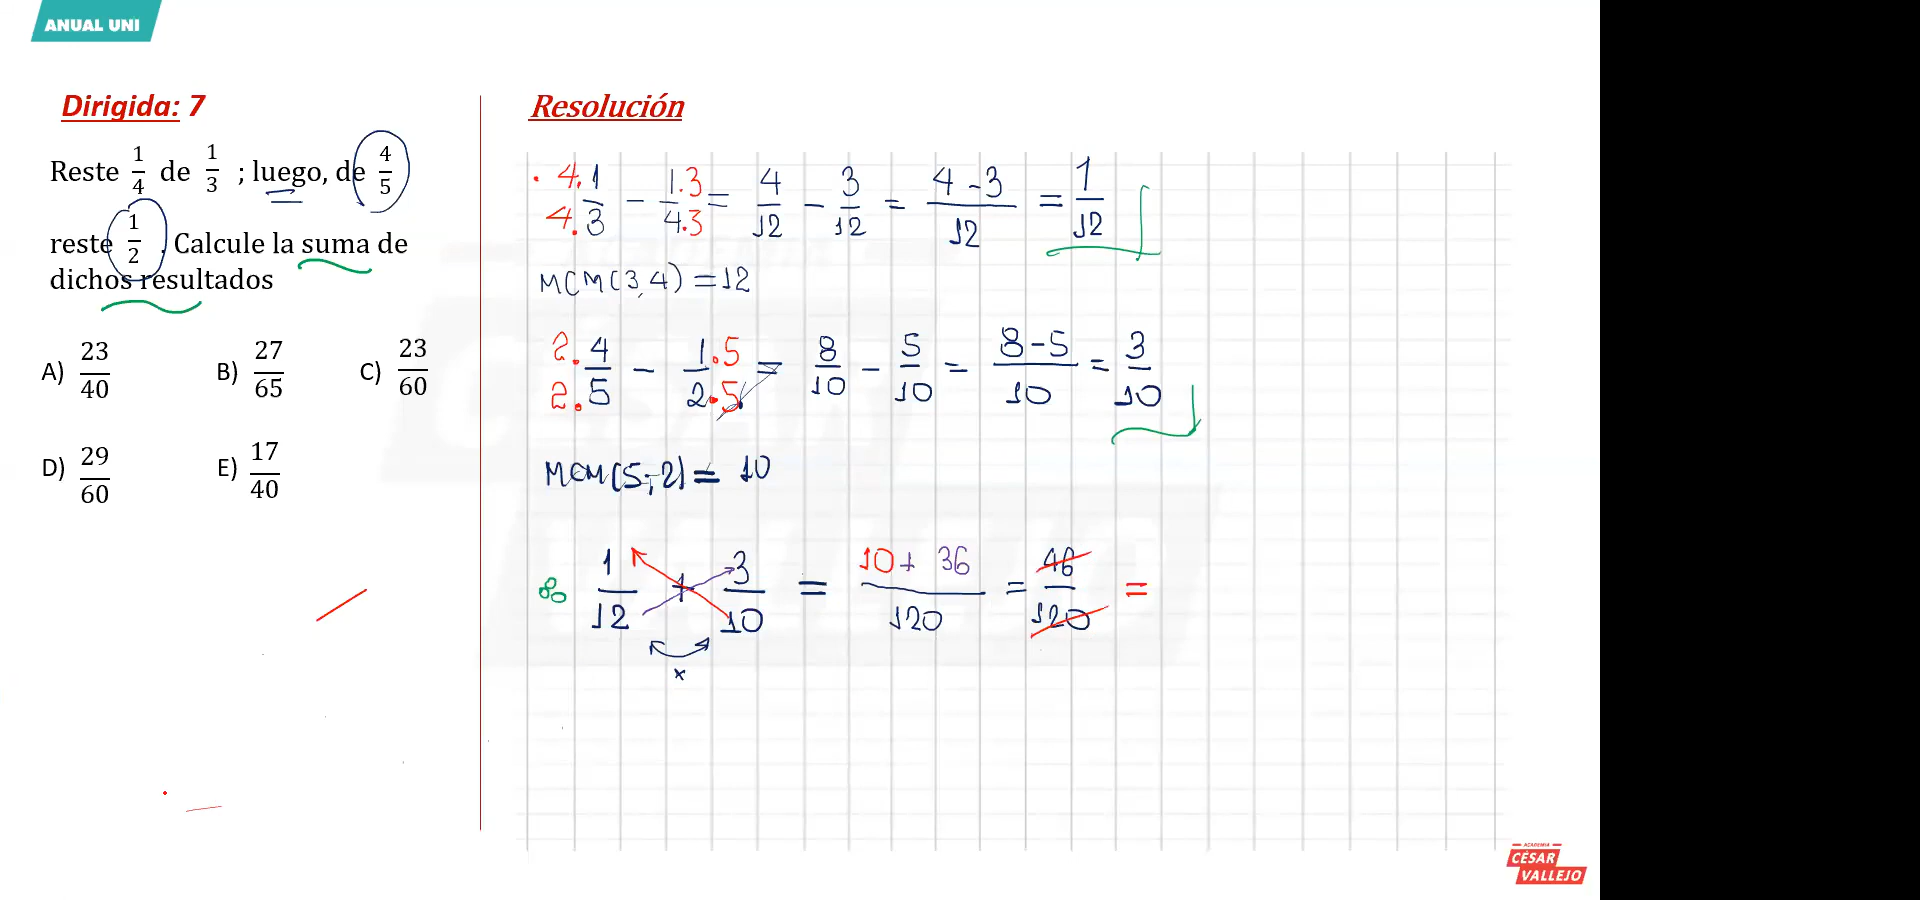 ANUAL UNI
Dirigida: 7
Reste 1/4 de 1/3 ; luego, de 4/5
reste 1/2 . Calcule la suma de
dichos resultados
A) 23/40 B) 27/65 C) 23/60
D) 29/60 E) 17/40
Resolución
4.1/4.3 - 1.3/4.3 = 4/12 - 3/12 = 4-3/12 = 1/12
MCM(3,4) = 12
2.4/2.5 - 1.5/2.5 = 8/10 - 5/10 = 8-5/10 = 3/10
MCM(5;2) = 10
1/12 + 3/10 = 10+36/120 = 46/120 =
x
ACADEMIA
CÉSAR
VALLEJO